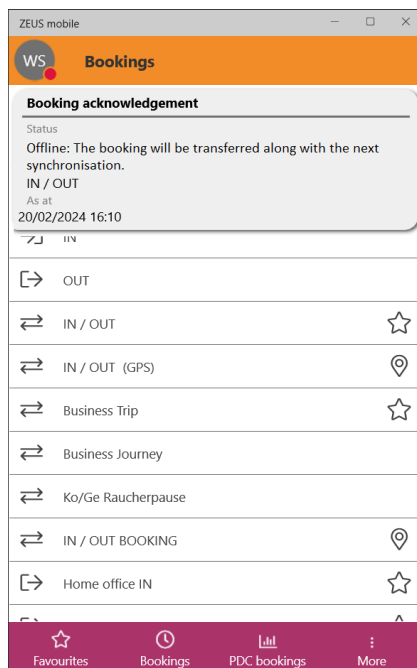 ZEUS mobile
WS
Bookings
Booking acknowledgement
Status
Offline: The booking will be transferred along with the next
synchronisation.
IN / OUT
As at
20/02/2024 16:10
IN
OUT
IN / OUT
IN / OUT (GPS)
Business Trip
Business Journey
Ko/Ge Raucherpause
IN / OUT BOOKING
Home office IN
Favourites
Bookings
PDC bookings
More